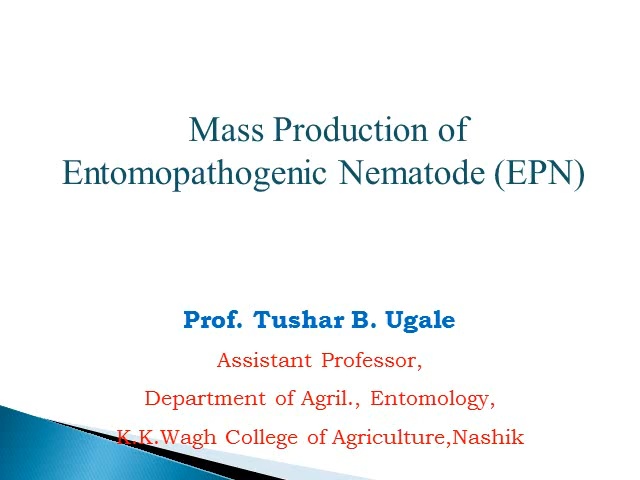 Mass Production of
Entomopathogenic Nematode (EPN)
Prof. Tushar B. Ugale
Assistant Professor,
Department of Agril., Entomology,
K.K.Wagh College of Agriculture,Nashik